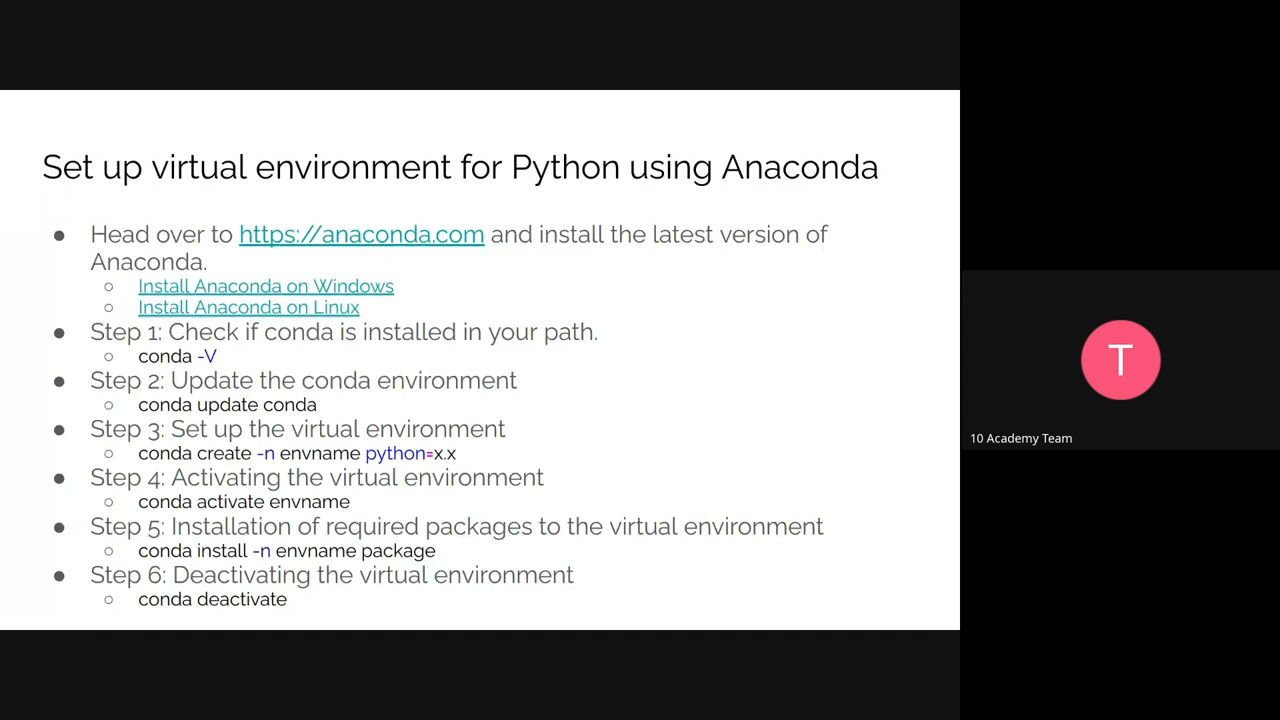 Set up virtual environment for Python using Anaconda
● Head over to https://anaconda.com and install the latest version of
Anaconda.
○ Install Anaconda on Windows
○ Install Anaconda on Linux
● Step 1: Check if conda is installed in your path.
○ conda -V
● Step 2: Update the conda environment
○ conda update conda
● Step 3: Set up the virtual environment
○ conda create -n envname python=x.x
● Step 4: Activating the virtual environment
○ conda activate envname
● Step 5: Installation of required packages to the virtual environment
○ conda install -n envname package
● Step 6: Deactivating the virtual environment
○ conda deactivate
T
10 Academy Team